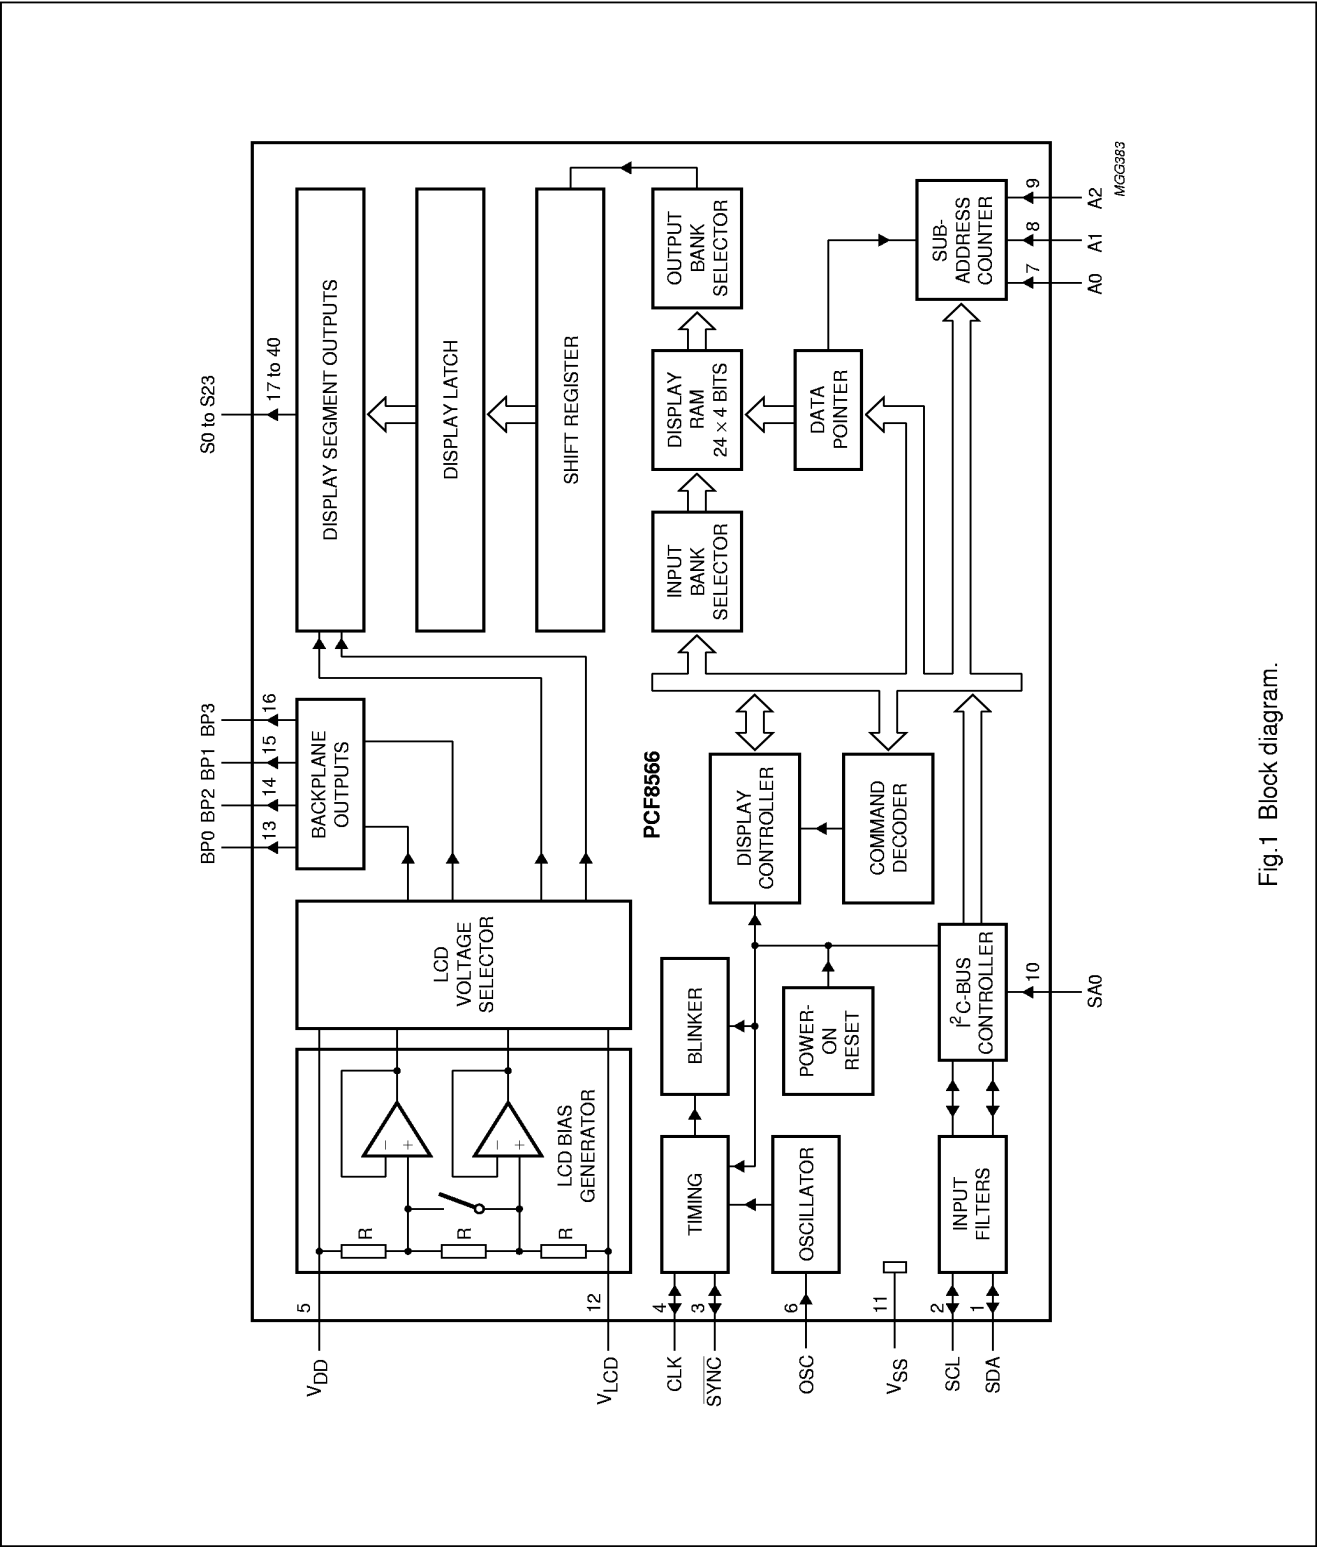 BP0
BP2
BP1
BP3
S0 to S23
13
14
15
16
17 to 40
VDD
5
R
R
R
−
+
−
+
LCD BIAS
GENERATOR
LCD
VOLTAGE
SELECTOR
BACKPLANE
OUTPUTS
DISPLAY SEGMENT OUTPUTS
DISPLAY LATCH
SHIFT REGISTER
VLCD
12
PCF8566
CLK
4
SYNC
3
TIMING
BLINKER
DISPLAY
CONTROLLER
INPUT
BANK
SELECTOR
DISPLAY
RAM
24 × 4 BITS
OUTPUT
BANK
SELECTOR
OSC
6
OSCILLATOR
POWER-
ON
RESET
COMMAND
DECODER
DATA
POINTER
VSS
11
SCL
2
SDA
1
INPUT
FILTERS
I2C-BUS
CONTROLLER
SUB-
ADDRESS
COUNTER
10
7
8
9
SA0
A0
A1
A2
MGG383
Fig.1 Block diagram.